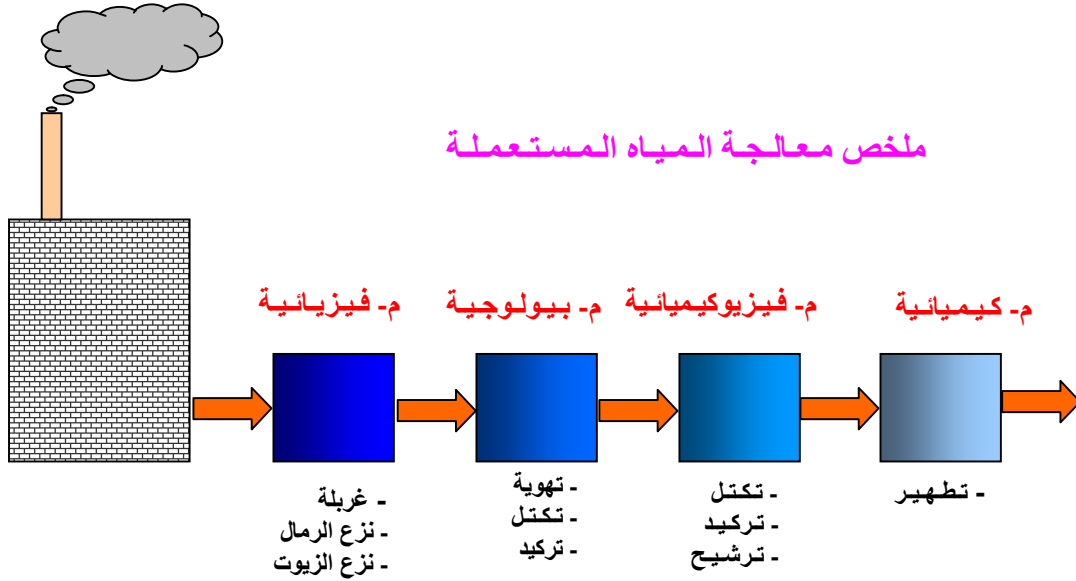 ملخص معالجة المياه المستعملة
م- فيزيائية
م- بيولوجية
م- فيزيوكيميائية
م- كيميائية
- غربلة
- نزع الرمال
- نزع الزيوت
- تهوية
- تكتل
- تركيد
- تكتل
- تركيد
- ترشيح
- تطهير